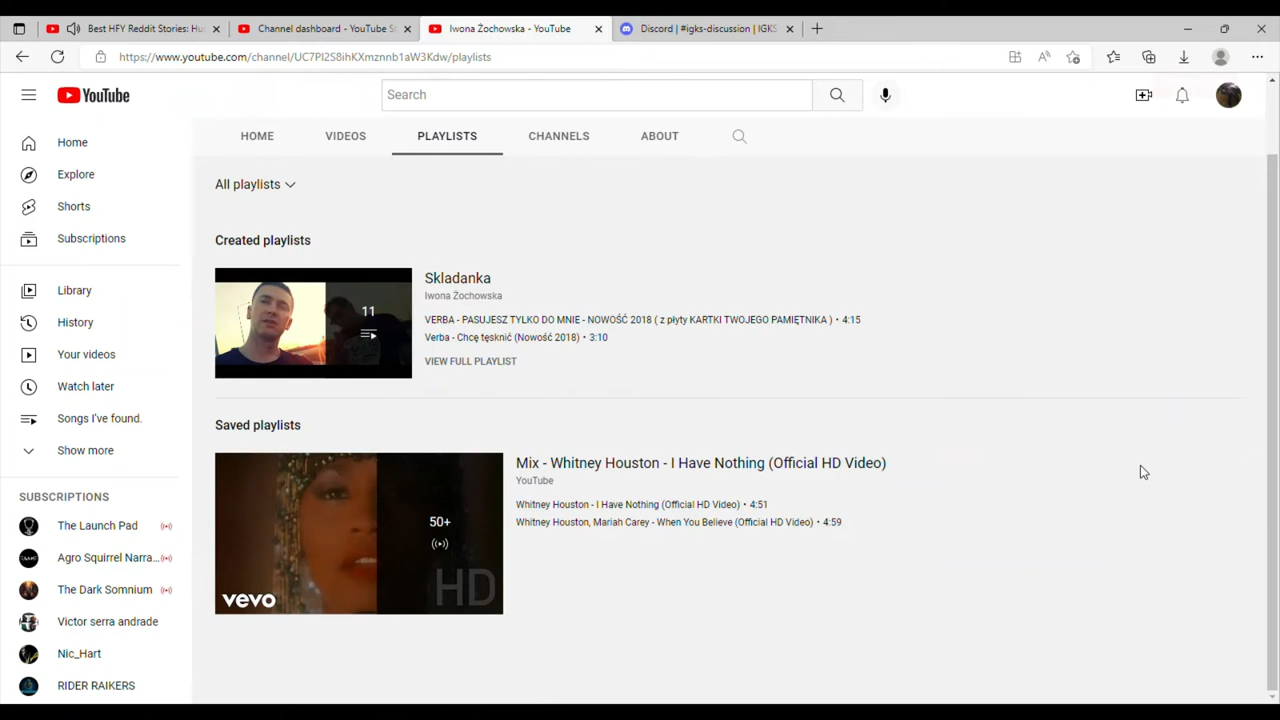 Best HFY Reddit Stories: Hu
Channel dashboard - YouTube S
Iwona Żochowska - YouTube
Discord | #igks-discussion | IGKS
https://www.youtube.com/channel/UC7PI2S8ihKXmznnb1aW3Kdw/playlists
YouTube
Search
HOME
VIDEOS
PLAYLISTS
CHANNELS
ABOUT
Home
Explore
Shorts
Subscriptions
Library
History
Your videos
Watch later
Songs I've found.
Show more
SUBSCRIPTIONS
The Launch Pad
Agro Squirrel Narra...
The Dark Somnium
Victor serra andrade
Nic_Hart
RIDER RAIKERS
All playlists
Created playlists
11
Skladanka
Iwona Żochowska
VERBA - PASUJESZ TYLKO DO MNIE - NOWOŚĆ 2018 ( z płyty KARTKI TWOJEGO PAMIĘTNIKA ) • 4:15
Verba - Chcę tęsknić (Nowość 2018) • 3:10
VIEW FULL PLAYLIST
Saved playlists
50+
HD
vevo
Mix - Whitney Houston - I Have Nothing (Official HD Video)
YouTube
Whitney Houston - I Have Nothing (Official HD Video) • 4:51
Whitney Houston, Mariah Carey - When You Believe (Official HD Video) • 4:59